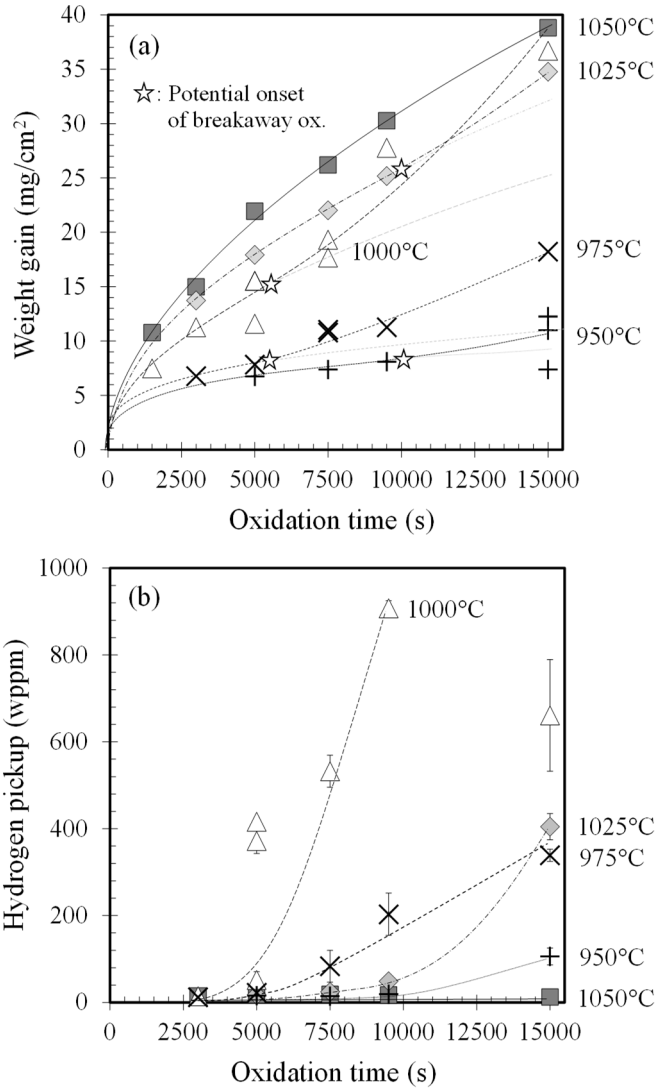 (a)
☆: Potential onset
of breakaway ox.
1050°C
1025°C
1000°C
975°C
950°C
Weight gain (mg/cm²)
40
35
30
25
20
15
10
5
0
0 2500 5000 7500 10000 12500 15000
Oxidation time (s)
(b)
1000°C
1025°C
975°C
950°C
1050°C
Hydrogen pickup (wppm)
1000
800
600
400
200
0
0 2500 5000 7500 10000 12500 15000
Oxidation time (s)